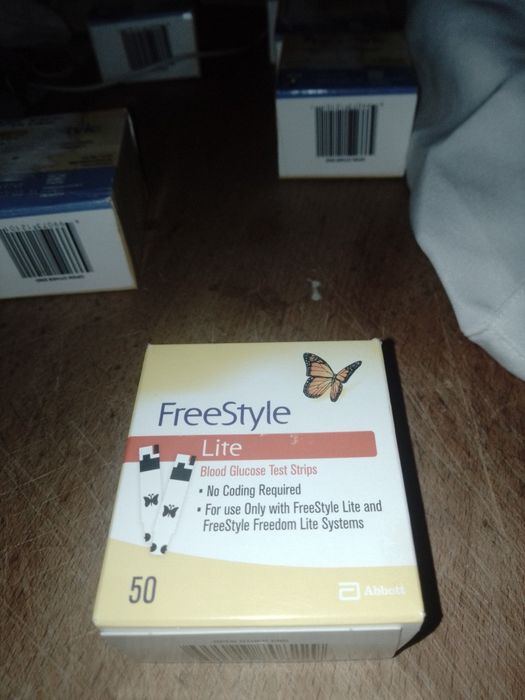 FreeStyle
Lite
Blood Glucose Test Strips
• No Coding Required
• For use Only with FreeStyle Lite and
FreeStyle Freedom Lite Systems
50
Abbott